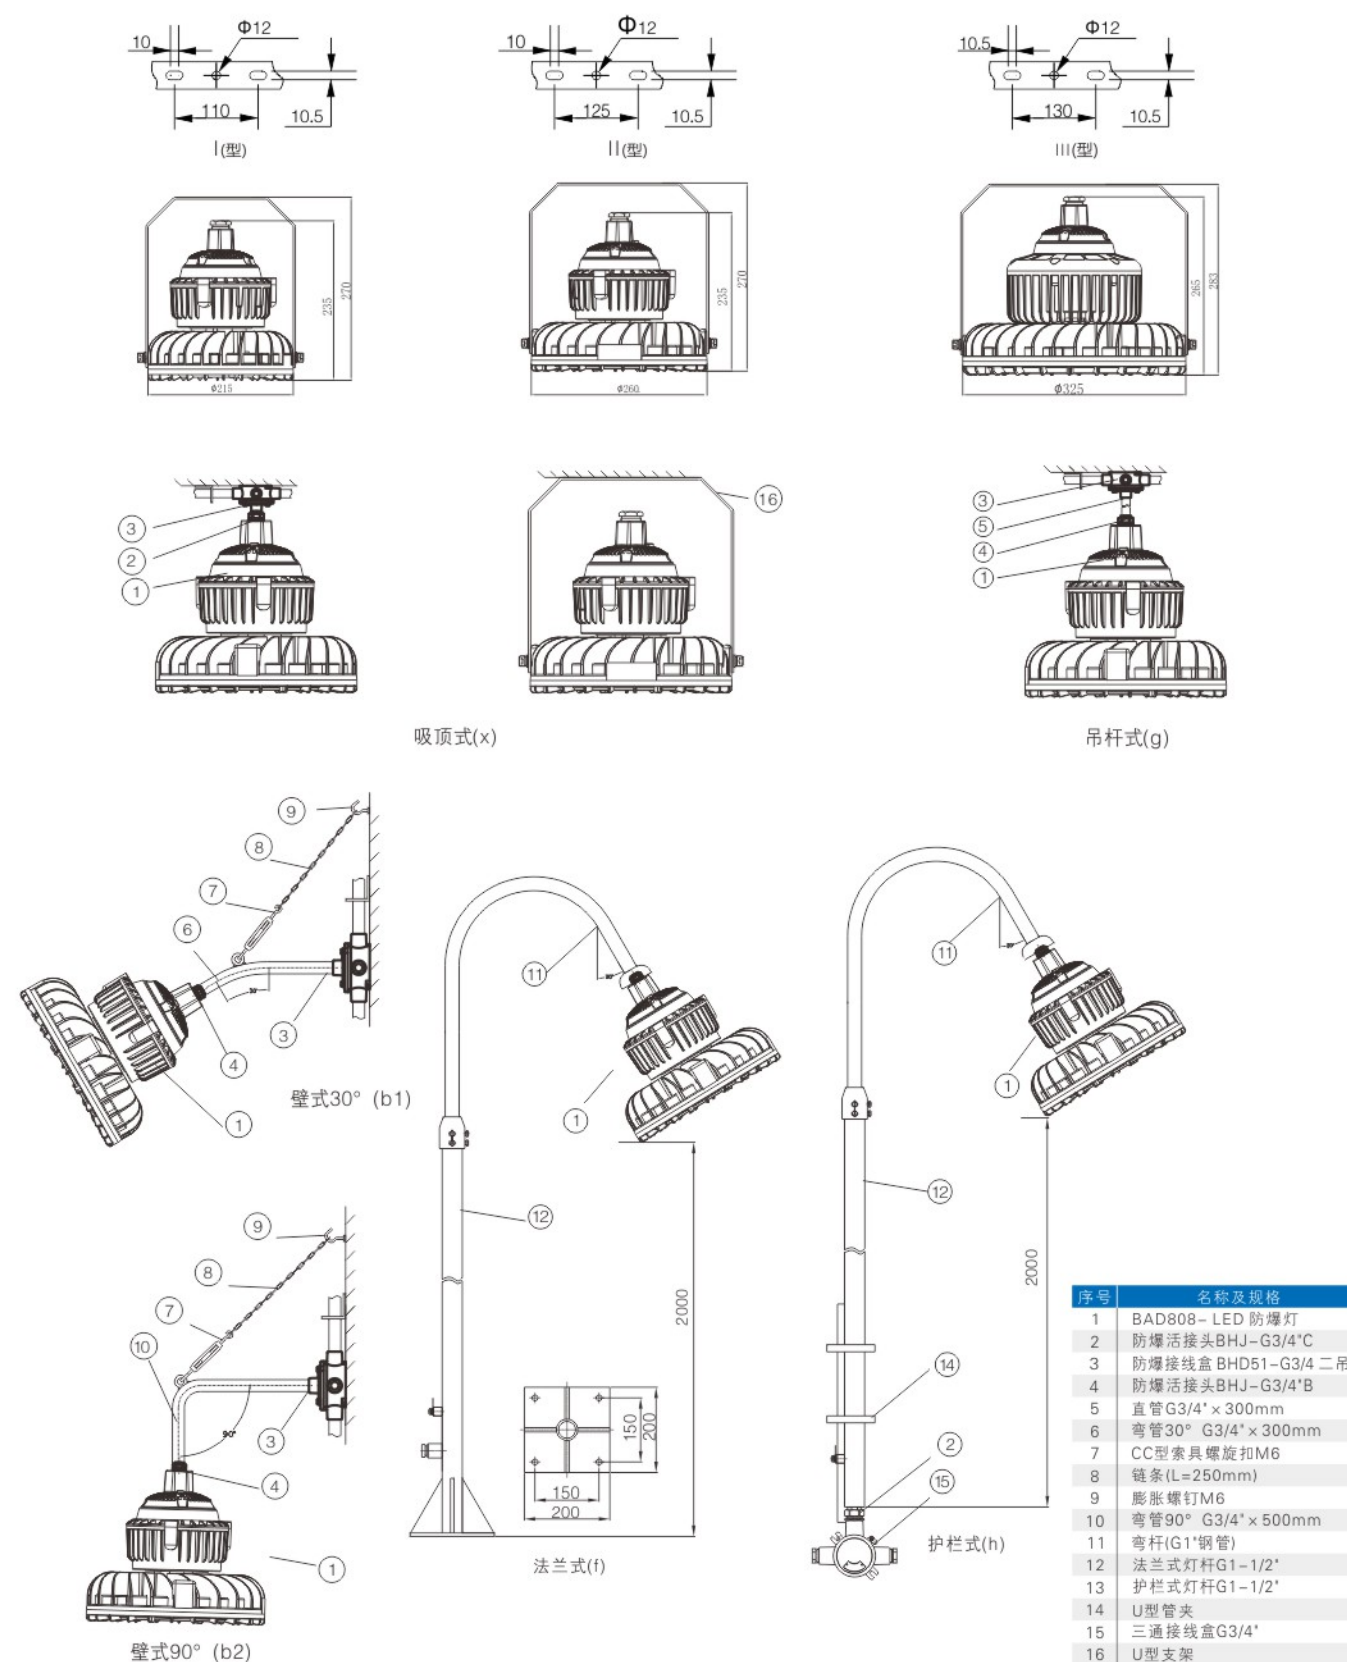 10 Φ12
110 10.5
I(型)
10 Φ12
125 10.5
II(型)
10.5 Φ12
130 10.5
III(型)
235
270
ϕ215
235
270
ϕ260
265
283
ϕ325
3
2
1
16
3
5
4
1
吸顶式(x)
吊杆式(g)
9
8
7
6
3
4
1
壁式30° (b1)
11
30°
1
12
2000
150
200
150
200
法兰式(f)
11
1
12
2000
14
2
15
护栏式(h)
9
8
7
10
3
90°
4
1
壁式90° (b2)
序号 名称及规格
1 BAD808- LED 防爆灯
2 防爆活接头BHJ-G3/4"C
3 防爆接线盒 BHD51-G3/4 二吊
4 防爆活接头BHJ-G3/4"B
5 直管G3/4"×300mm
6 弯管30° G3/4"×300mm
7 CC型索具螺旋扣M6
8 链条(L=250mm)
9 膨胀螺钉M6
10 弯管90° G3/4"×500mm
11 弯杆(G1"钢管)
12 法兰式灯杆G1-1/2"
13 护栏式灯杆G1-1/2"
14 U型管夹
15 三通接线盒G3/4"
16 U型支架